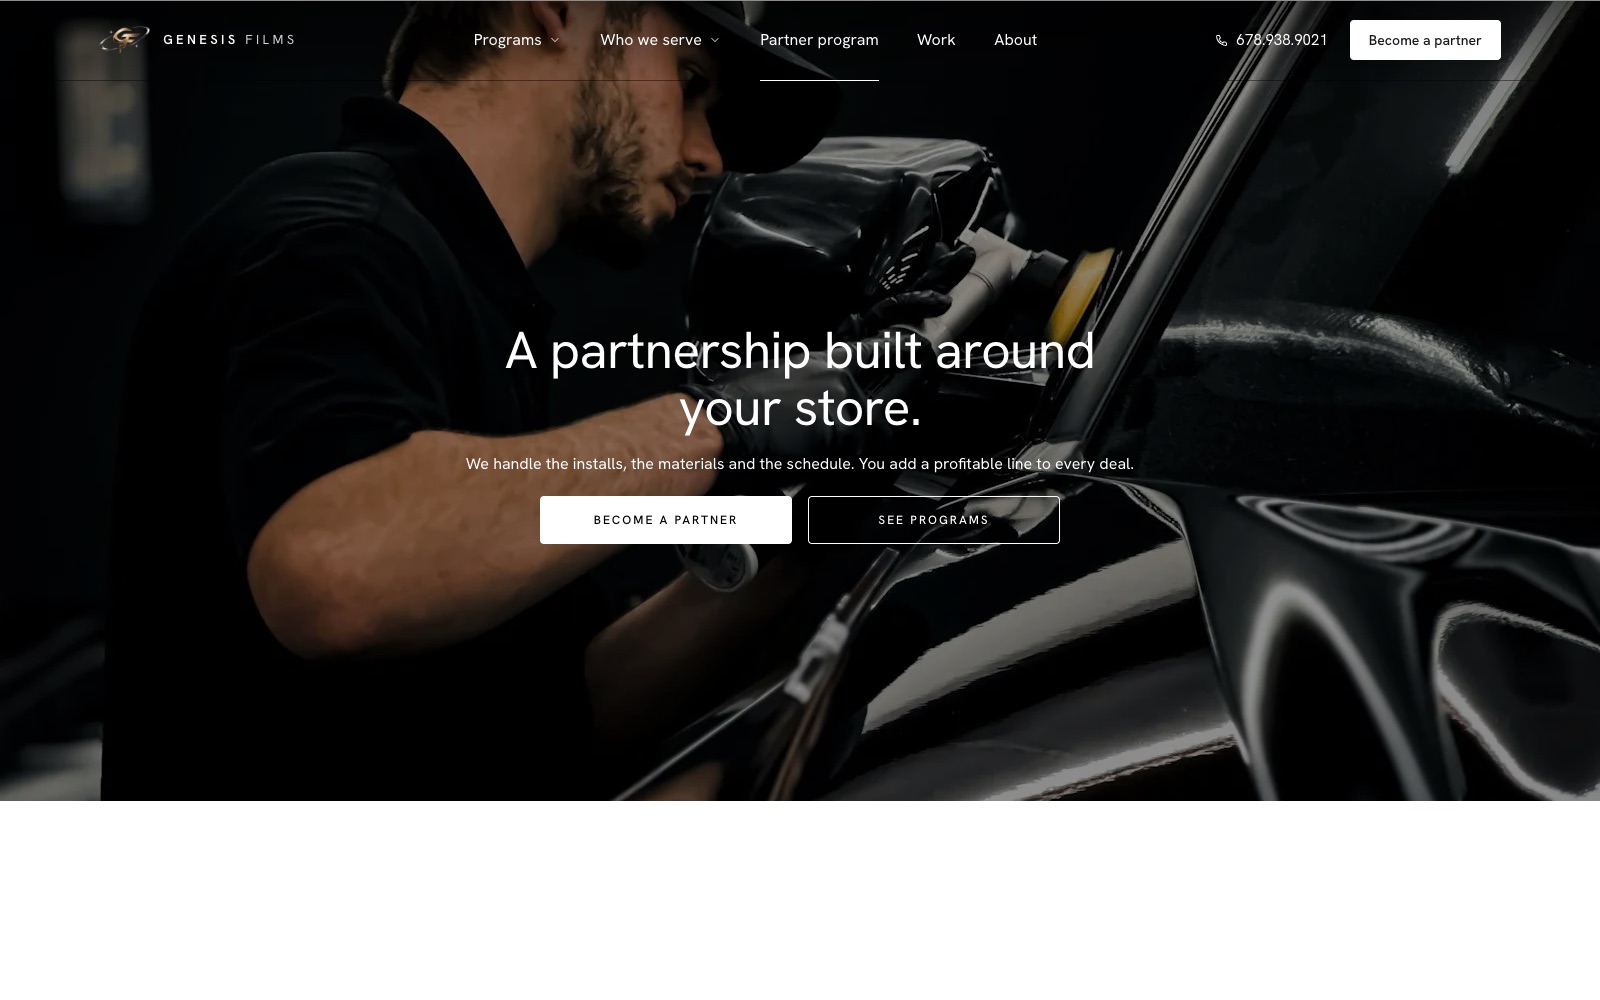 GENESIS FILMS
Programs
Who we serve
Partner program
Work
About
678.938.9021
Become a partner
A partnership built around
your store.
We handle the installs, the materials and the schedule. You add a profitable line to every deal.
BECOME A PARTNER
SEE PROGRAMS